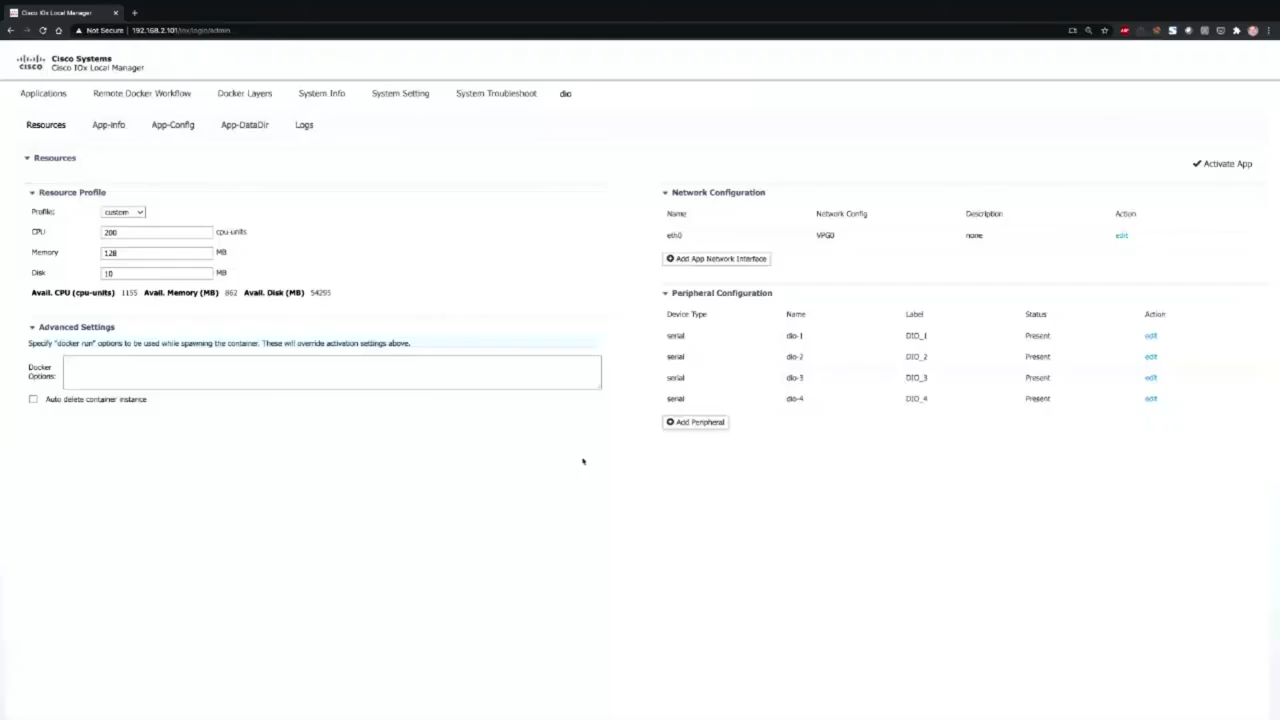 Cisco IOx Local Manager
Not Secure 192.168.2.101/iox/login/admin
CISCO
Cisco Systems
Cisco IOx Local Manager
Applications Remote Docker Workflow Docker Layers System Info System Setting System Troubleshoot dio
Resources App-info App-Config App-DataDir Logs
Resources
Activate App
Resource Profile
Profile: custom
CPU 200 cpu-units
Memory 128 MB
Disk 10 MB
Avail. CPU (cpu-units) 1155 Avail. Memory (MB) 862 Avail. Disk (MB) 54295
Advanced Settings
Specify "docker run" options to be used while spawning the container. These will override activation settings above.
Docker
Options:
Auto delete container instance
Network Configuration
Name Network Config Description Action
eth0 VPG0 none edit
Add App Network Interface
Peripheral Configuration
Device Type Name Label Status Action
serial dio-1 DIO_1 Present edit
serial dio-2 DIO_2 Present edit
serial dio-3 DIO_3 Present edit
serial dio-4 DIO_4 Present edit
Add Peripheral